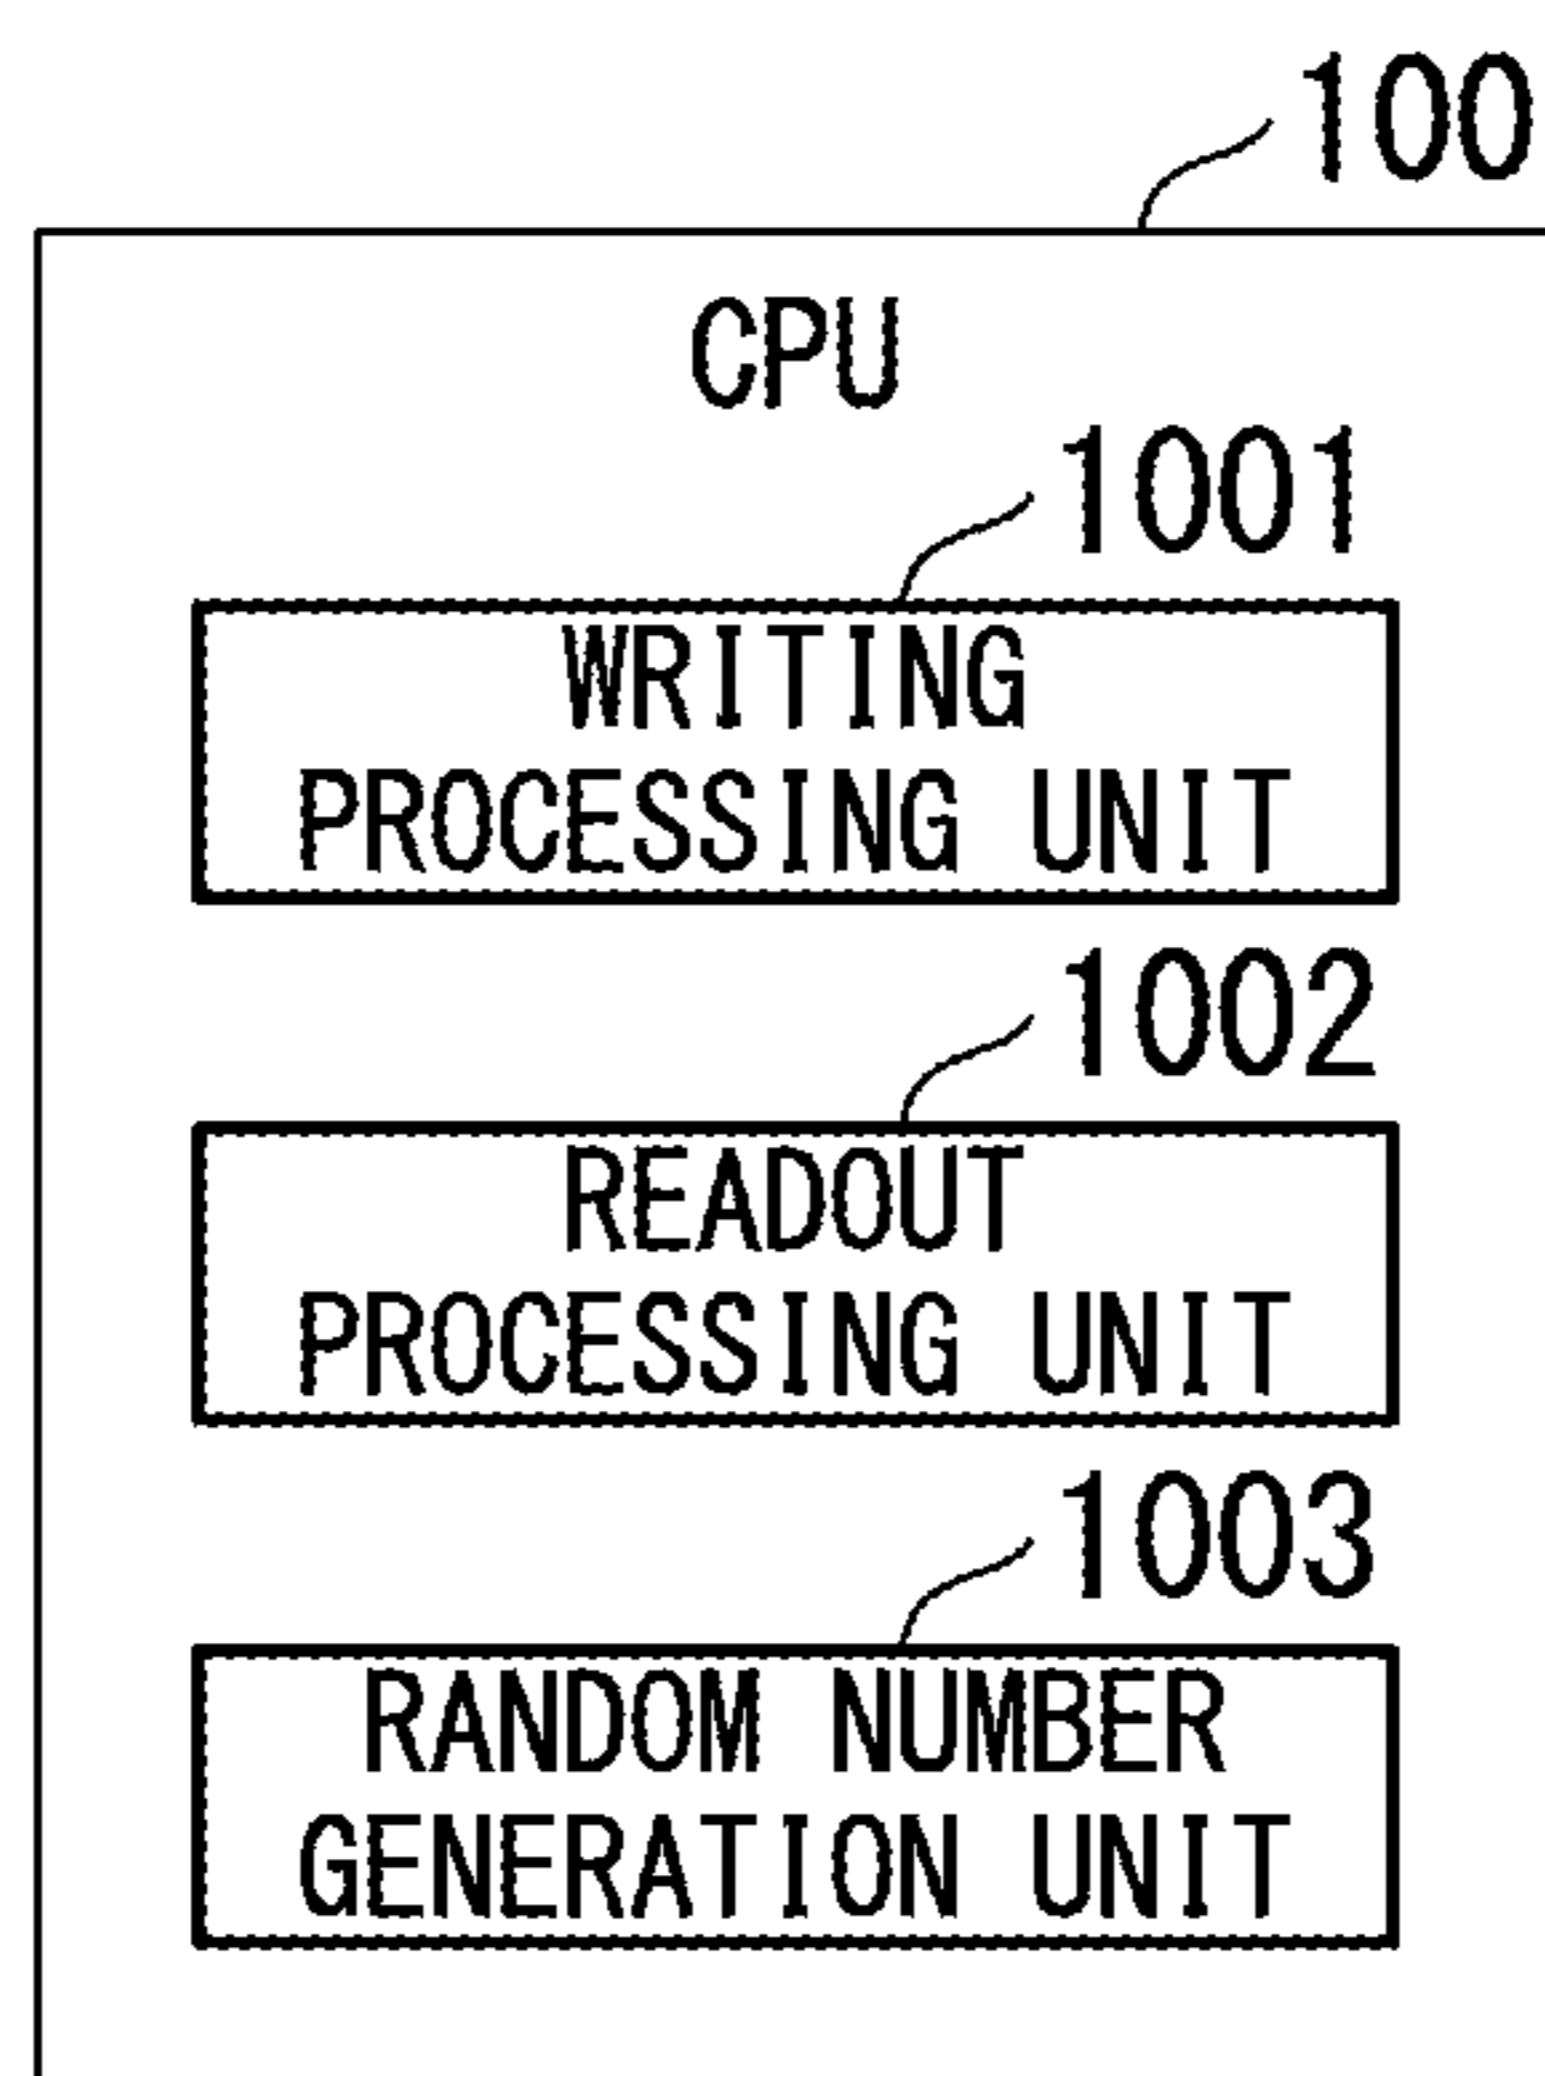 100
CPU
1001
WRITING
PROCESSING UNIT
1002
READOUT
PROCESSING UNIT
1003
RANDOM NUMBER
GENERATION UNIT